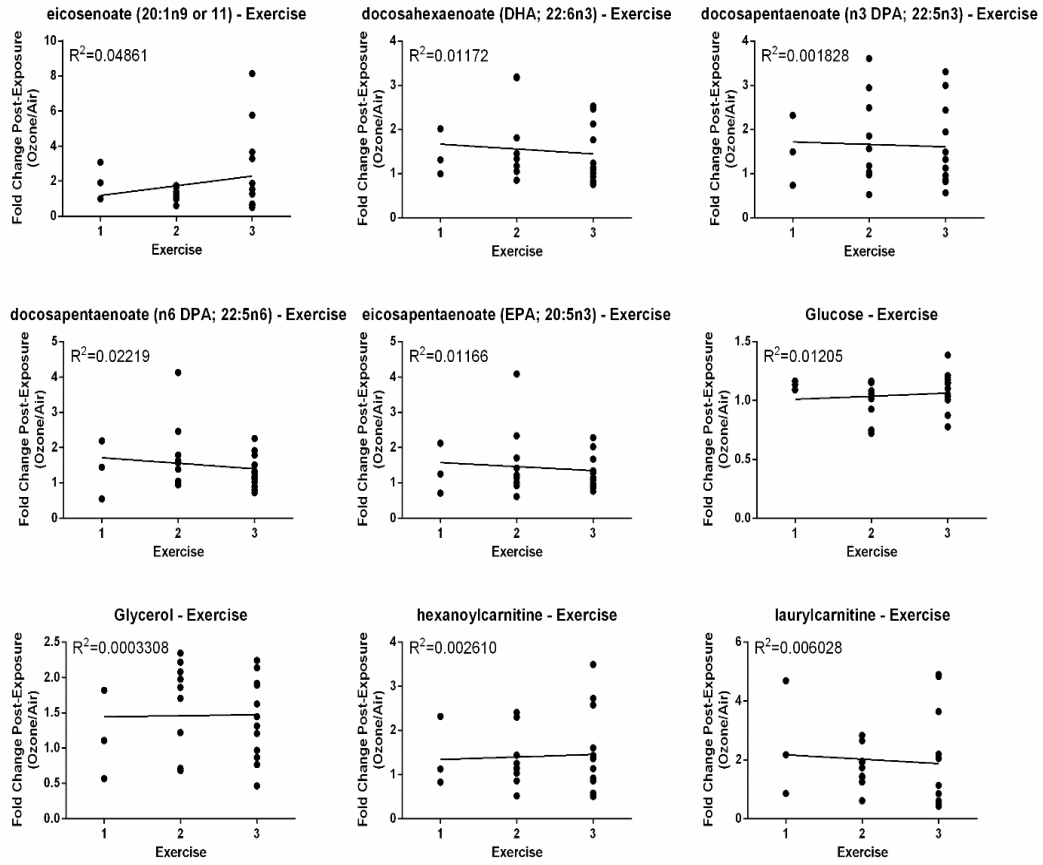 eicosenoate (20:1n9 or 11) - Exercise
R²=0.04861
Fold Change Post-Exposure
(Ozone/Air)
10
8
6
4
2
0
1 2 3
Exercise
docosahexaenoate (DHA; 22:6n3) - Exercise
R²=0.01172
Fold Change Post-Exposure
(Ozone/Air)
4
3
2
1
0
1 2 3
Exercise
docosapentaenoate (n3 DPA; 22:5n3) - Exercise
R²=0.001828
Fold Change Post-Exposure
(Ozone/Air)
4
3
2
1
0
1 2 3
Exercise
docosapentaenoate (n6 DPA; 22:5n6) - Exercise
R²=0.02219
Fold Change Post-Exposure
(Ozone/Air)
5
4
3
2
1
0
1 2 3
Exercise
eicosapentaenoate (EPA; 20:5n3) - Exercise
R²=0.01166
Fold Change Post-Exposure
(Ozone/Air)
5
4
3
2
1
0
1 2 3
Exercise
Glucose - Exercise
R²=0.01205
Fold Change Post-Exposure
(Ozone/Air)
1.5
1.0
0.5
0.0
1 2 3
Exercise
Glycerol - Exercise
R²=0.0003308
Fold Change Post-Exposure
(Ozone/Air)
2.5
2.0
1.5
1.0
0.5
0.0
1 2 3
Exercise
hexanoylcarnitine - Exercise
R²=0.002610
Fold Change Post-Exposure
(Ozone/Air)
4
3
2
1
0
1 2 3
Exercise
laurylcarnitine - Exercise
R²=0.006028
Fold Change Post-Exposure
(Ozone/Air)
6
4
2
0
1 2 3
Exercise